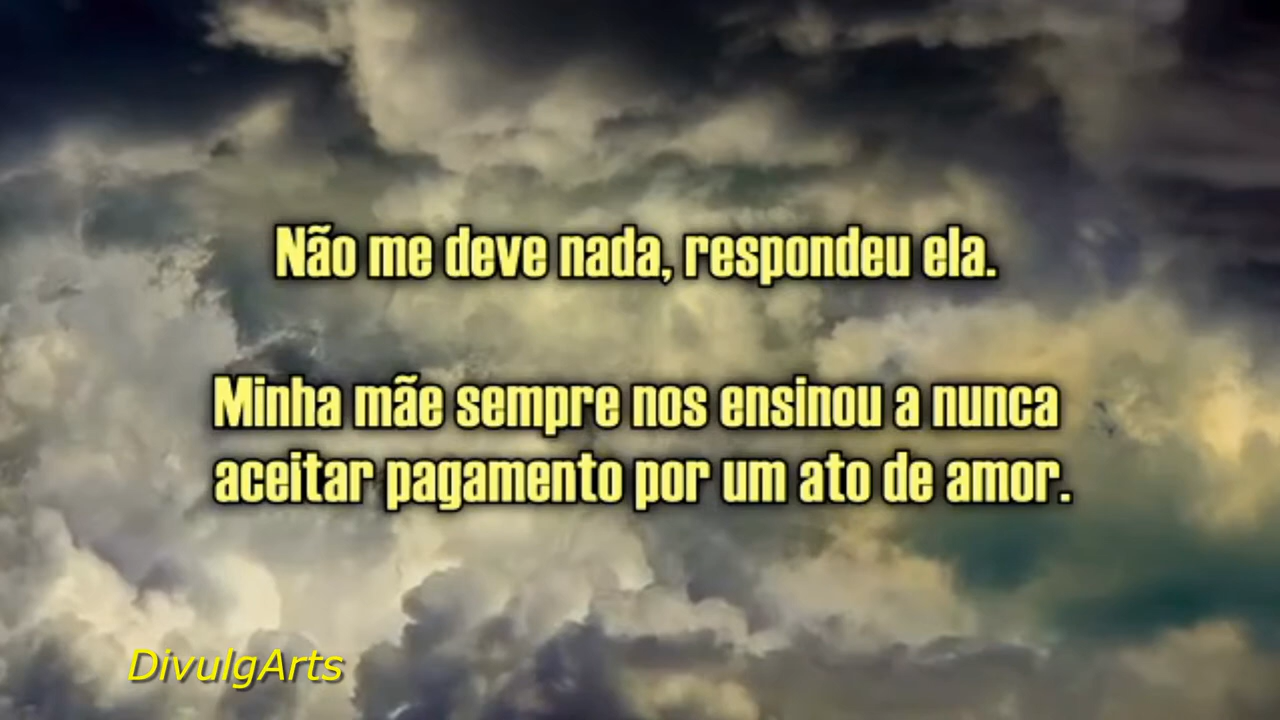 Não me deve nada, respondeu ela.
Minha mãe sempre nos ensinou a nunca
aceitar pagamento por um ato de amor.
DivulgArts